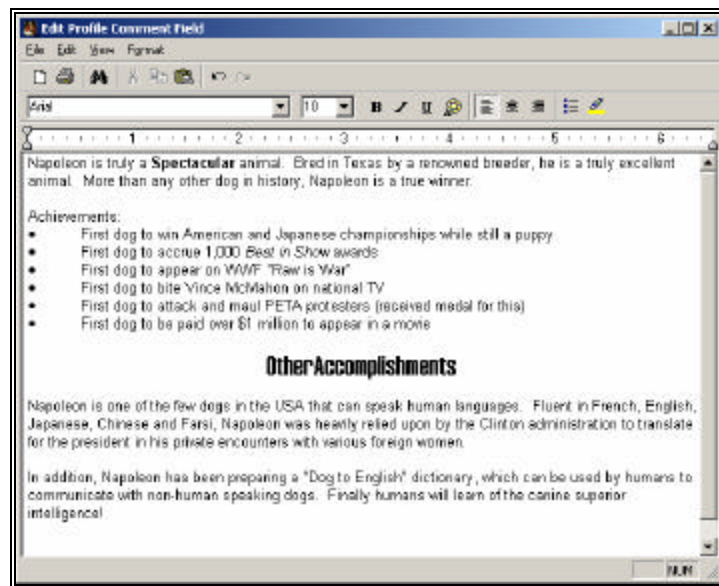 Edit Profile Comment Field
File Edit View Format
Arial 10 B I U
1 2 3 4 5 6
Napoleon is truly a Spectacular animal. Bred in Texas by a renowned breeder, he is a truly excellent
animal. More than any other dog in history, Napoleon is a true winner.
Achievements:
• First dog to win American and Japanese championships while still a puppy
• First dog to accrue 1,000 Best in Show awards
• First dog to appear on WWF "Raw is War"
• First dog to bite Vince McMahon on national TV
• First dog to attack and maul PETA protesters (received medal for this)
• First dog to be paid over $1 million to appear in a movie
Other Accomplishments
Napoleon is one of the few dogs in the USA that can speak human languages. Fluent in French, English,
Japanese, Chinese and Farsi, Napoleon was heavily relied upon by the Clinton administration to translate
for the president in his private encounters with various foreign women.
In addition, Napoleon has been preparing a "Dog to English" dictionary, which can be used by humans to
communicate with non-human speaking dogs. Finally humans will learn of the canine superior
intelligence!
NUM